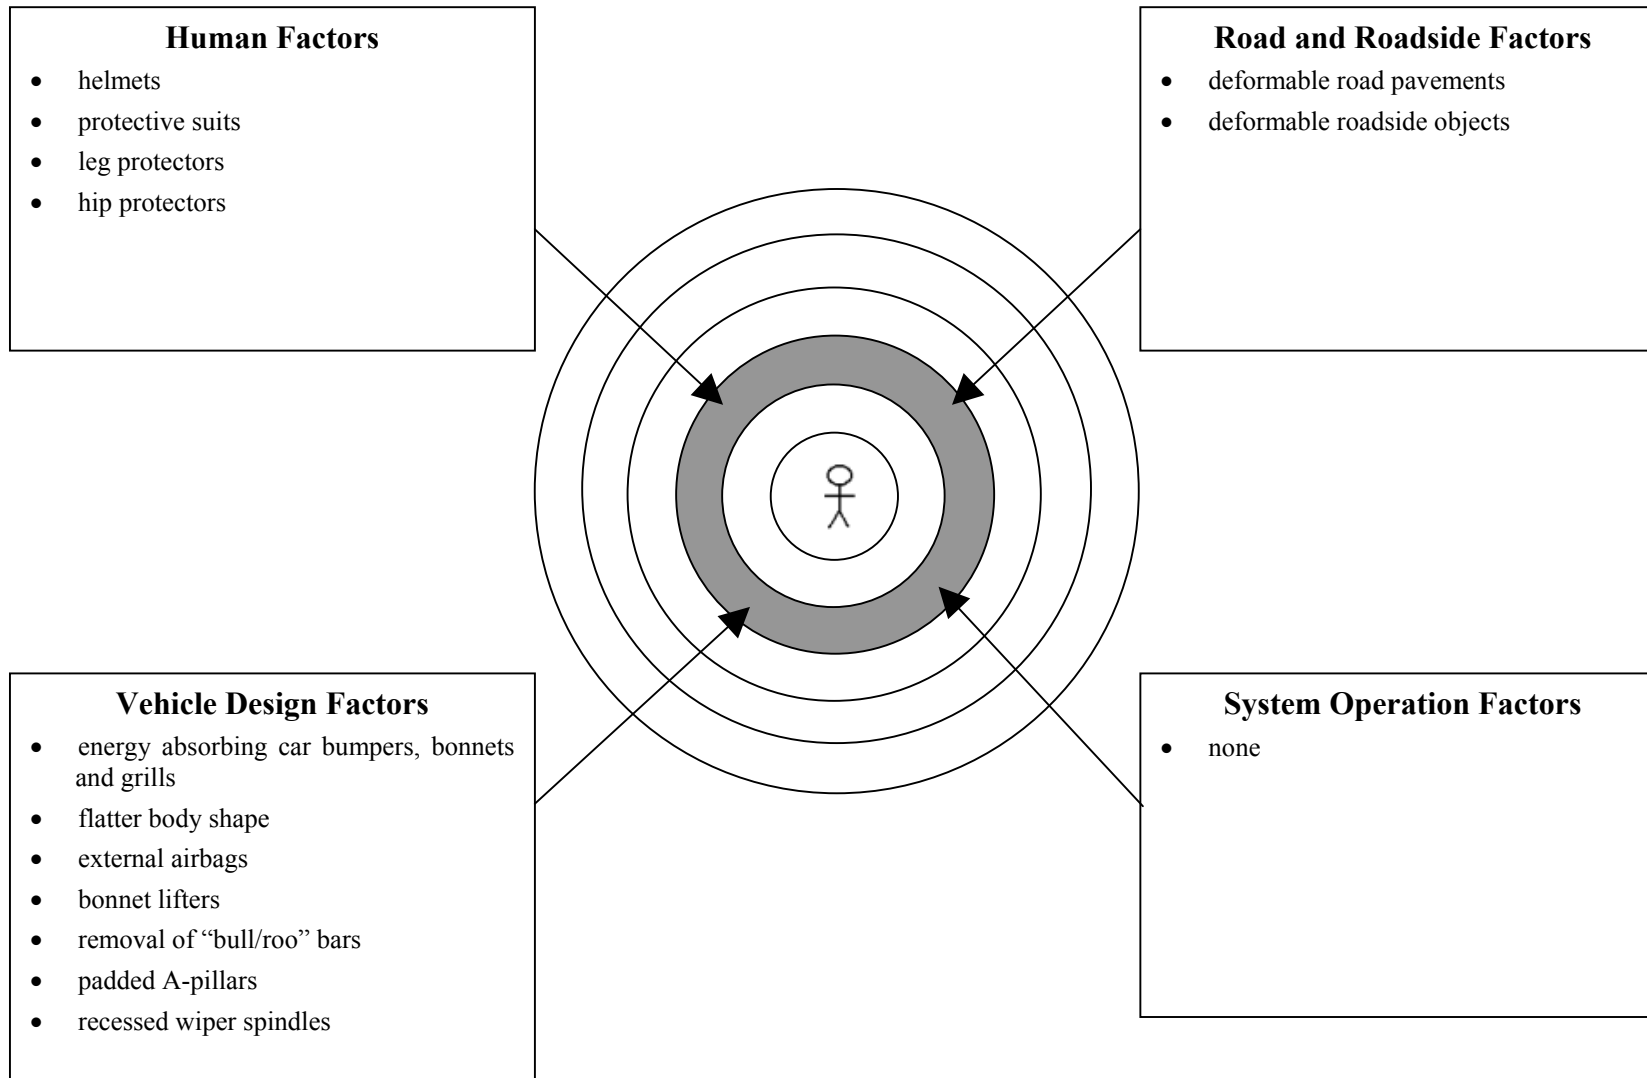 Human Factors
• helmets
• protective suits
• leg protectors
• hip protectors
Road and Roadside Factors
• deformable road pavements
• deformable roadside objects
Vehicle Design Factors
• energy absorbing car bumpers, bonnets
and grills
• flatter body shape
• external airbags
• bonnet lifters
• removal of “bull/roo” bars
• padded A-pillars
• recessed wiper spindles
System Operation Factors
• none